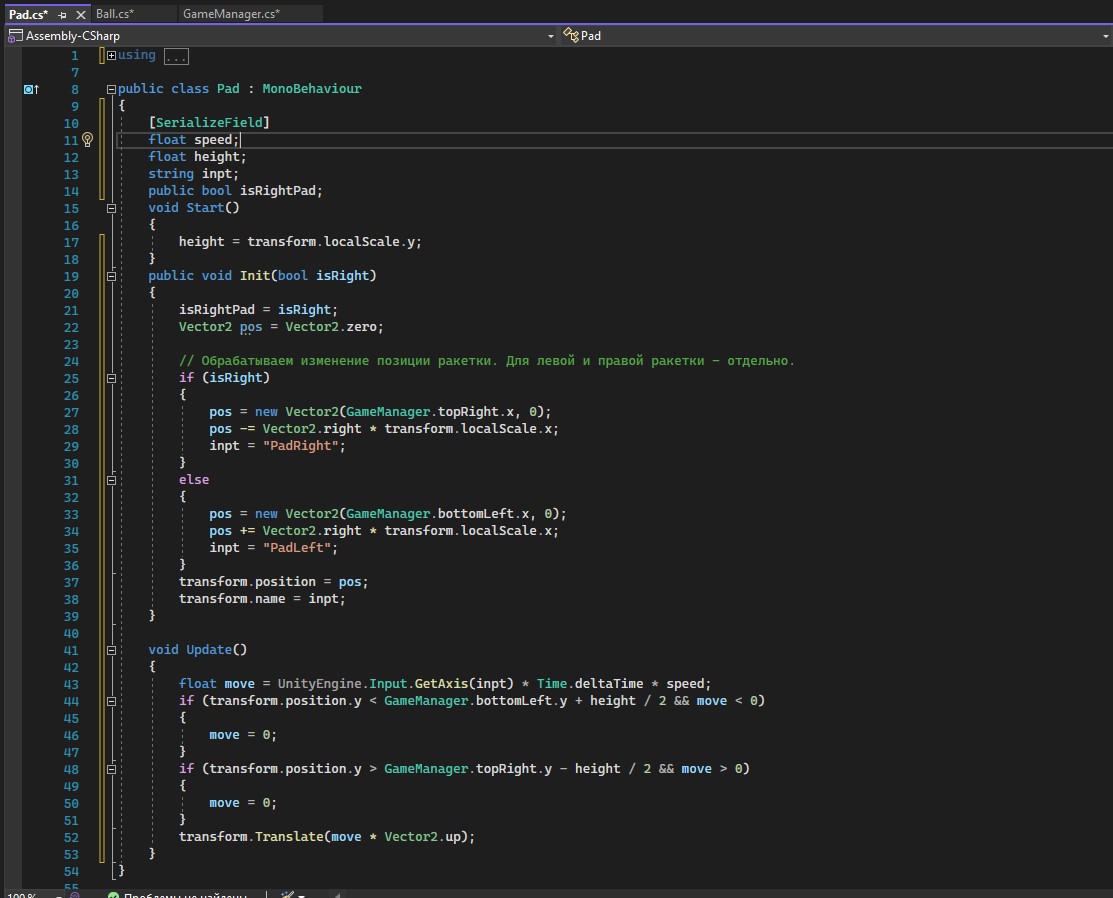 Pad.cs* Ball.cs* GameManager.cs*
Assembly-CSharp Pad
1 using ...
7
8 public class Pad : MonoBehaviour
9 {
10 [SerializeField]
11 float speed;
12 float height;
13 string inpt;
14 public bool isRightPad;
15 void Start()
16 {
17 height = transform.localScale.y;
18 }
19 public void Init(bool isRight)
20 {
21 isRightPad = isRight;
22 Vector2 pos = Vector2.zero;
23
24 // Обрабатываем изменение позиции ракетки. Для левой и правой ракетки – отдельно.
25 if (isRight)
26 {
27 pos = new Vector2(GameManager.topRight.x, 0);
28 pos -= Vector2.right * transform.localScale.x;
29 inpt = "PadRight";
30 }
31 else
32 {
33 pos = new Vector2(GameManager.bottomLeft.x, 0);
34 pos += Vector2.right * transform.localScale.x;
35 inpt = "PadLeft";
36 }
37 transform.position = pos;
38 transform.name = inpt;
39 }
40
41 void Update()
42 {
43 float move = UnityEngine.Input.GetAxis(inpt) * Time.deltaTime * speed;
44 if (transform.position.y < GameManager.bottomLeft.y + height / 2 && move < 0)
45 {
46 move = 0;
47 }
48 if (transform.position.y > GameManager.topRight.y - height / 2 && move > 0)
49 {
50 move = 0;
51 }
52 transform.Translate(move * Vector2.up);
53 }
54 }
55
100 % Проблемы не найдены